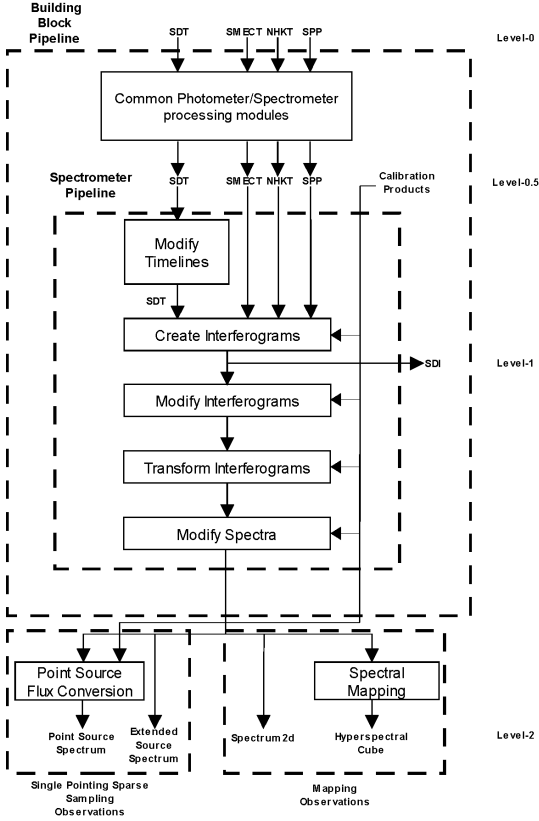 Building
Block
Pipeline
SDT SMECT NHKT SPP
Level-0
Common Photometer/Spectrometer
processing modules
Spectrometer
Pipeline
SDT SMECT NHKT SPP
Calibration
Products
Level-0.5
Modify
Timelines
SDT
Create Interferograms
SDI
Level-1
Modify Interferograms
Transform Interferograms
Modify Spectra
Point Source
Flux Conversion
Spectral
Mapping
Point Source
Spectrum
Extended
Source
Spectrum
Spectrum2d
Hyperspectral
Cube
Level-2
Single Pointing Sparse
Sampling
Observations
Mapping
Observations